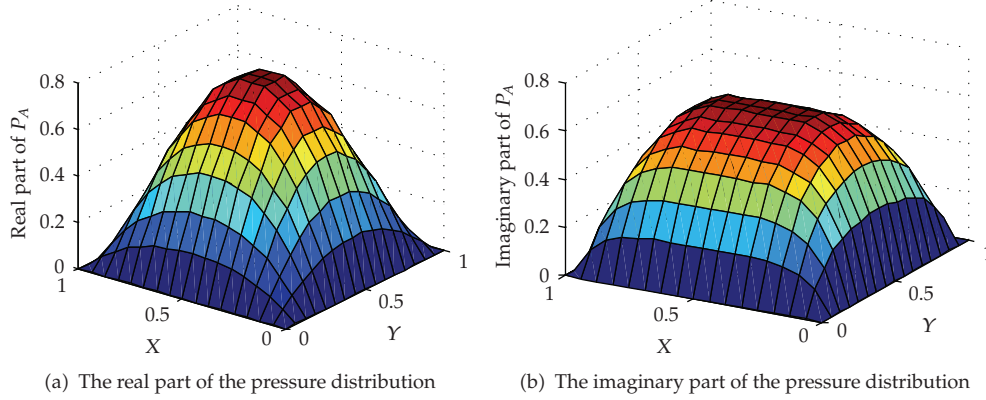 0.8
0.6
0.4
0.2
0
Real part of P_A
1
0.5
0
X
0
0.5
1
Y
(a) The real part of the pressure distribution
0.8
0.6
0.4
0.2
0
Imaginary part of P_A
1
0.5
0
X
0
0.5
1
Y
(b) The imaginary part of the pressure distribution